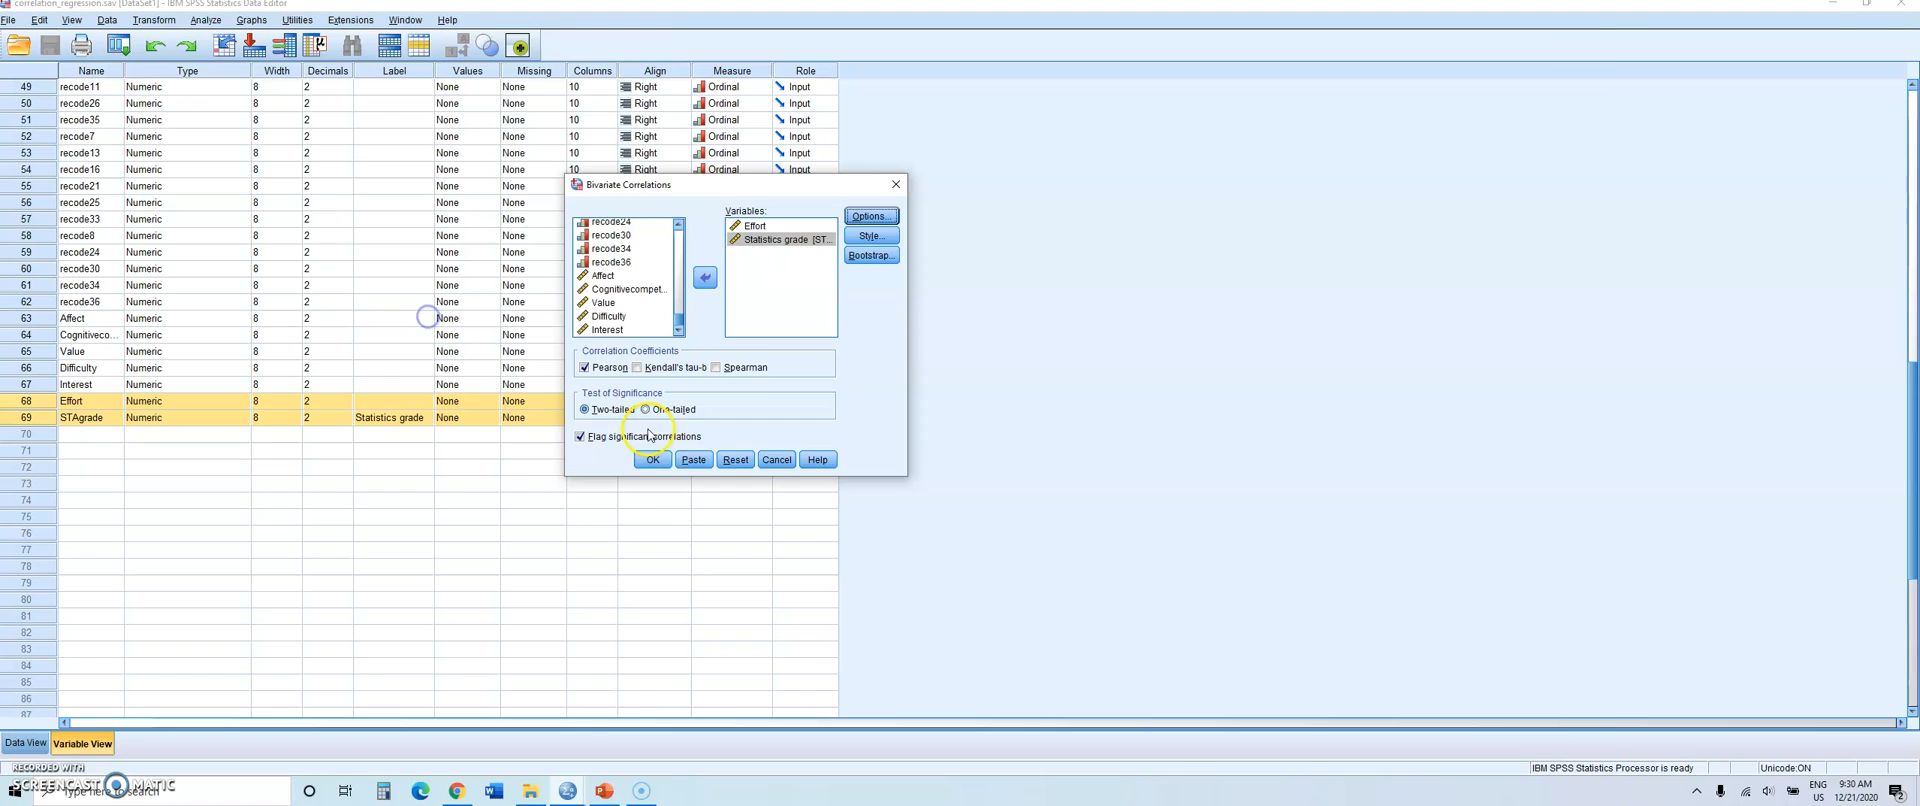 correlation_regression.sav [DataSet1] - IBM SPSS Statistics Data Editor
File Edit View Data Transform Analyze Graphs Utilities Extensions Window Help
Name Type Width Decimals Label Values Missing Columns Align Measure Role
49 recode11 Numeric 8 2 None None 10 Right Ordinal Input
50 recode26 Numeric 8 2 None None 10 Right Ordinal Input
51 recode35 Numeric 8 2 None None 10 Right Ordinal Input
52 recode7 Numeric 8 2 None None 10 Right Ordinal Input
53 recode13 Numeric 8 2 None None 10 Right Ordinal Input
54 recode16 Numeric 8 2 None None 10 Right Ordinal Input
55 recode21 Numeric 8 2 None None
56 recode25 Numeric 8 2 None None
57 recode33 Numeric 8 2 None None
58 recode8 Numeric 8 2 None None
59 recode24 Numeric 8 2 None None
60 recode30 Numeric 8 2 None None
61 recode34 Numeric 8 2 None None
62 recode36 Numeric 8 2 None None
63 Affect Numeric 8 2 None None
64 Cognitiveco... Numeric 8 2 None None
65 Value Numeric 8 2 None None
66 Difficulty Numeric 8 2 None None
67 Interest Numeric 8 2 None None
68 Effort Numeric 8 2 None None
69 STAgrade Numeric 8 2 Statistics grade None None
70
71
72
73
74
75
76
77
78
79
80
81
82
83
84
85
86
87
Bivariate Correlations
Variables:
recode24
recode30
recode34
recode36
Affect
Cognitivecompet...
Value
Difficulty
Interest
Effort
Statistics grade [ST...
Options...
Style...
Bootstrap...
Correlation Coefficients
Pearson Kendall's tau-b Spearman
Test of Significance
Two-tailed One-tailed
Flag significant correlations
OK Paste Reset Cancel Help
Data View Variable View
IBM SPSS Statistics Processor is ready Unicode:ON
RECORDED WITH
SCREENCAST MATIC
Type here to search
ENG
US
9:30 AM
12/21/2020
2